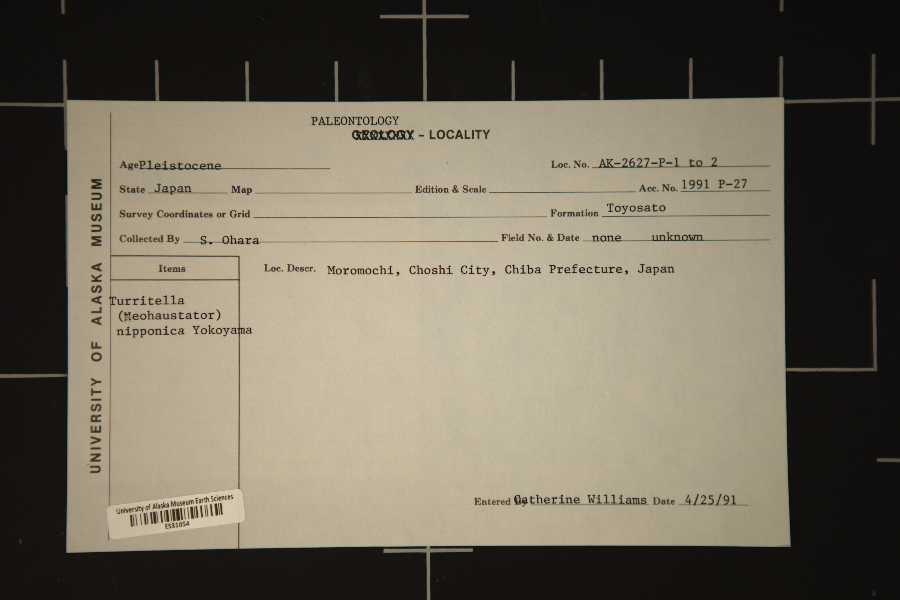 PALEONTOLOGY
GEOLOGY - LOCALITY
Age Pleistocene Loc. No. AK-2627-P-1 to 2
State Japan Map Edition & Scale Acc. No. 1991 P-27
Survey Coordinates or Grid Formation Toyosato
Collected By S. Ohara Field No. & Date none unknown
Items Loc. Descr. Moromochi, Choshi City, Chiba Prefecture, Japan
Turritella
(Neohaustator)
nipponica Yokoyama
UNIVERSITY OF ALASKA MUSEUM
Entered By Catherine Williams Date 4/25/91
University of Alaska Museum Earth Sciences
ES81054